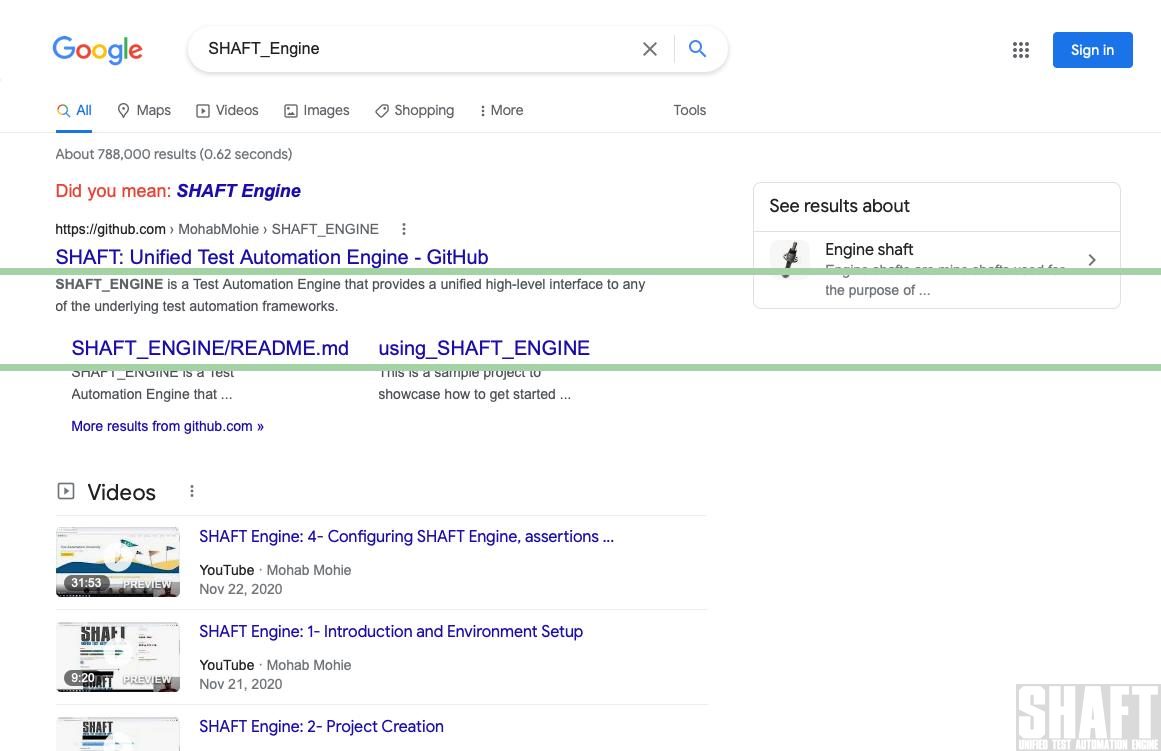 Google
SHAFT_Engine
Sign in
All
Maps
Videos
Images
Shopping
More
Tools
About 788,000 results (0.62 seconds)
Did you mean: SHAFT Engine
https://github.com › MohabMohie › SHAFT_ENGINE
SHAFT: Unified Test Automation Engine - GitHub
SHAFT_ENGINE is a Test Automation Engine that provides a unified high-level interface to any
of the underlying test automation frameworks.
SHAFT_ENGINE/README.md
SHAFT_ENGINE is a Test
Automation Engine that ...
using_SHAFT_ENGINE
This is a sample project to
showcase how to get started ...
More results from github.com »
See results about
Engine shaft
Engine shafts are mine shafts used for
the purpose of ...
Videos
31:53
PREVIEW
SHAFT Engine: 4- Configuring SHAFT Engine, assertions ...
YouTube · Mohab Mohie
Nov 22, 2020
SHAFT
9:20
PREVIEW
SHAFT Engine: 1- Introduction and Environment Setup
YouTube · Mohab Mohie
Nov 21, 2020
SHAFT
SHAFT Engine: 2- Project Creation
SHAFT
UNIFIED TEST AUTOMATION ENGINE